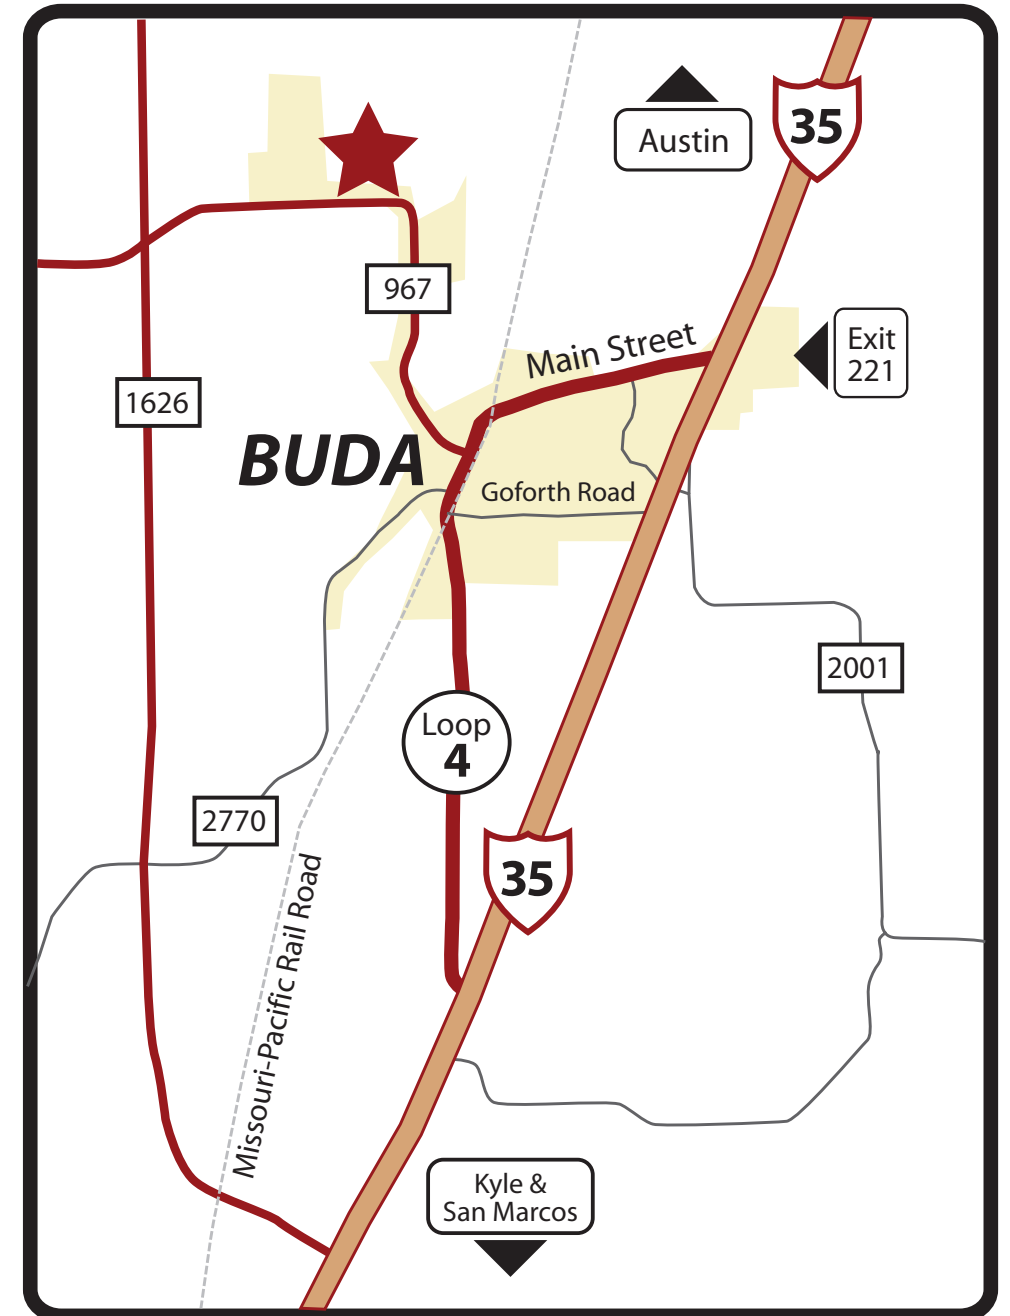 35
Austin
967
Main Street
Exit
221
1626
BUDA
Goforth Road
2001
Loop
4
2770
35
Missouri-Pacific Rail Road
Kyle &
San Marcos